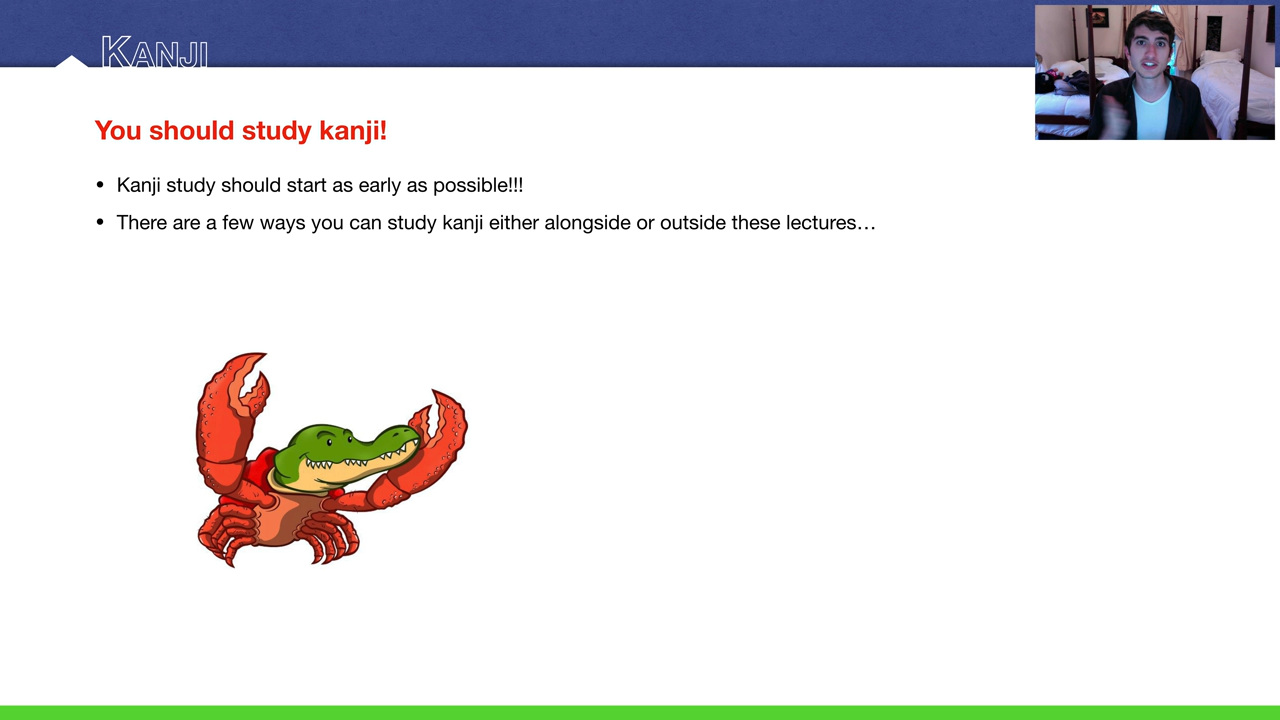 Kanji
You should study kanji!
• Kanji study should start as early as possible!!!
• There are a few ways you can study kanji either alongside or outside these lectures…